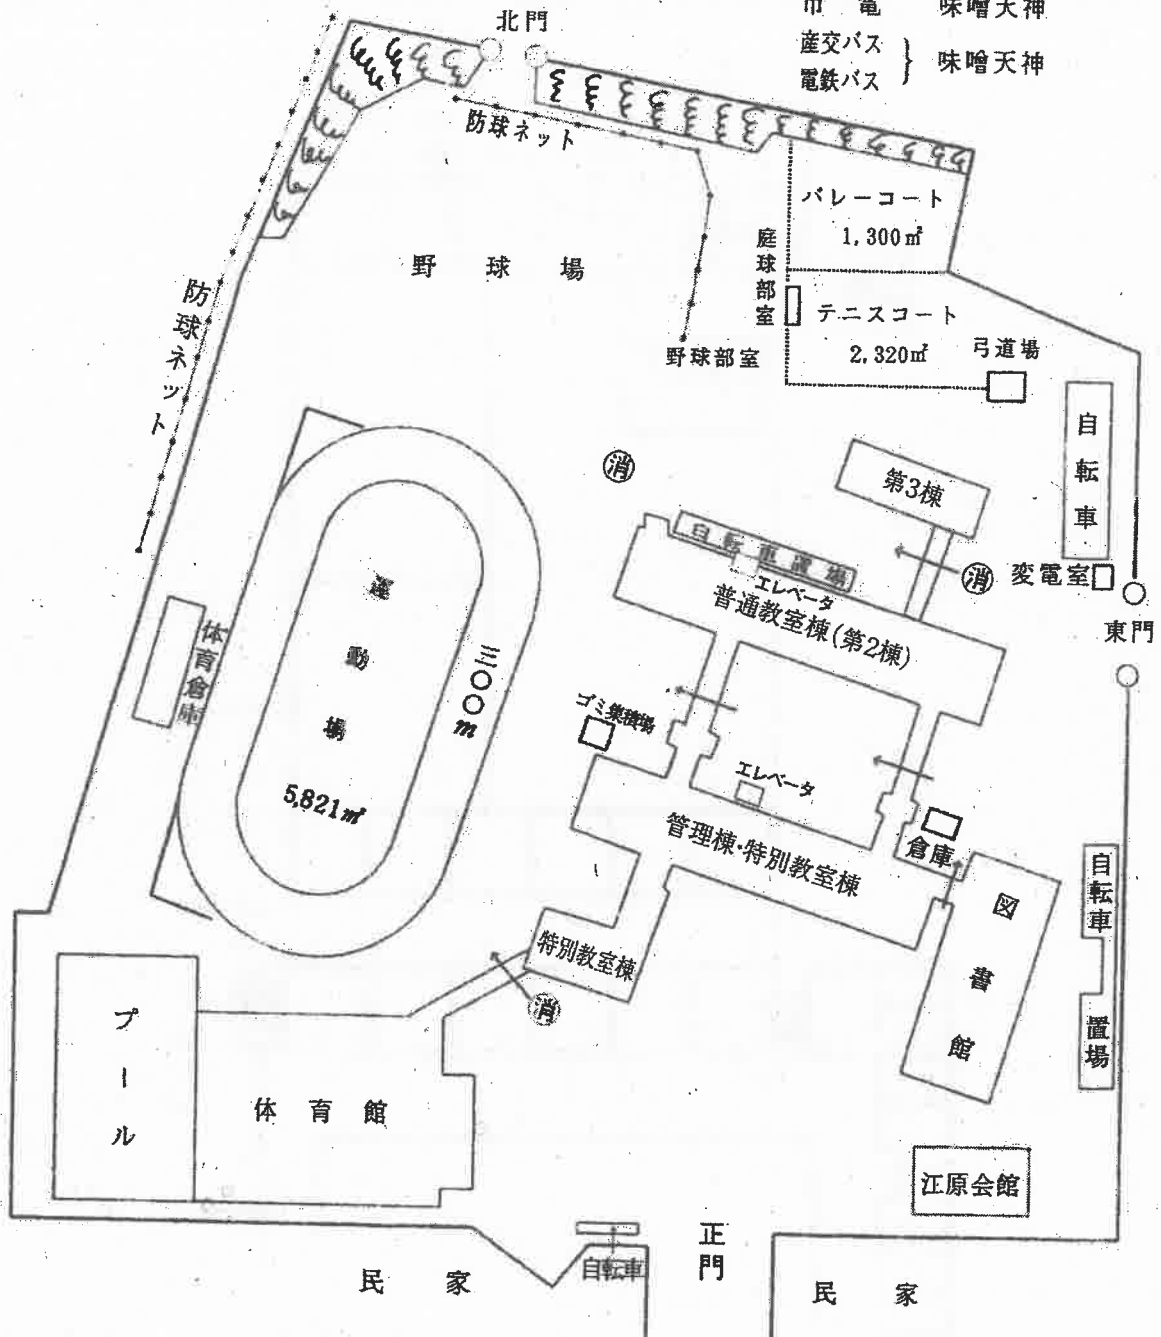 市電 味噌天神
産交バス
電鉄バス } 味噌天神
北門
防球ネット
バレーコート
1,300㎡
野球場
庭球部室
テニスコート
2,320㎡
弓道場
野球部室
防球ネット
自転車
消
第3棟
自転車置場
エレベータ
普通教室棟(第2棟)
消
変電室
東門
体育倉庫
運動場
三〇〇m
5,821㎡
ゴミ集積場
エレベータ
管理棟・特別教室棟
倉庫
自転車置場
図書館
特別教室棟
消
プール
体育館
江原会館
正門
自転車
民家
民家